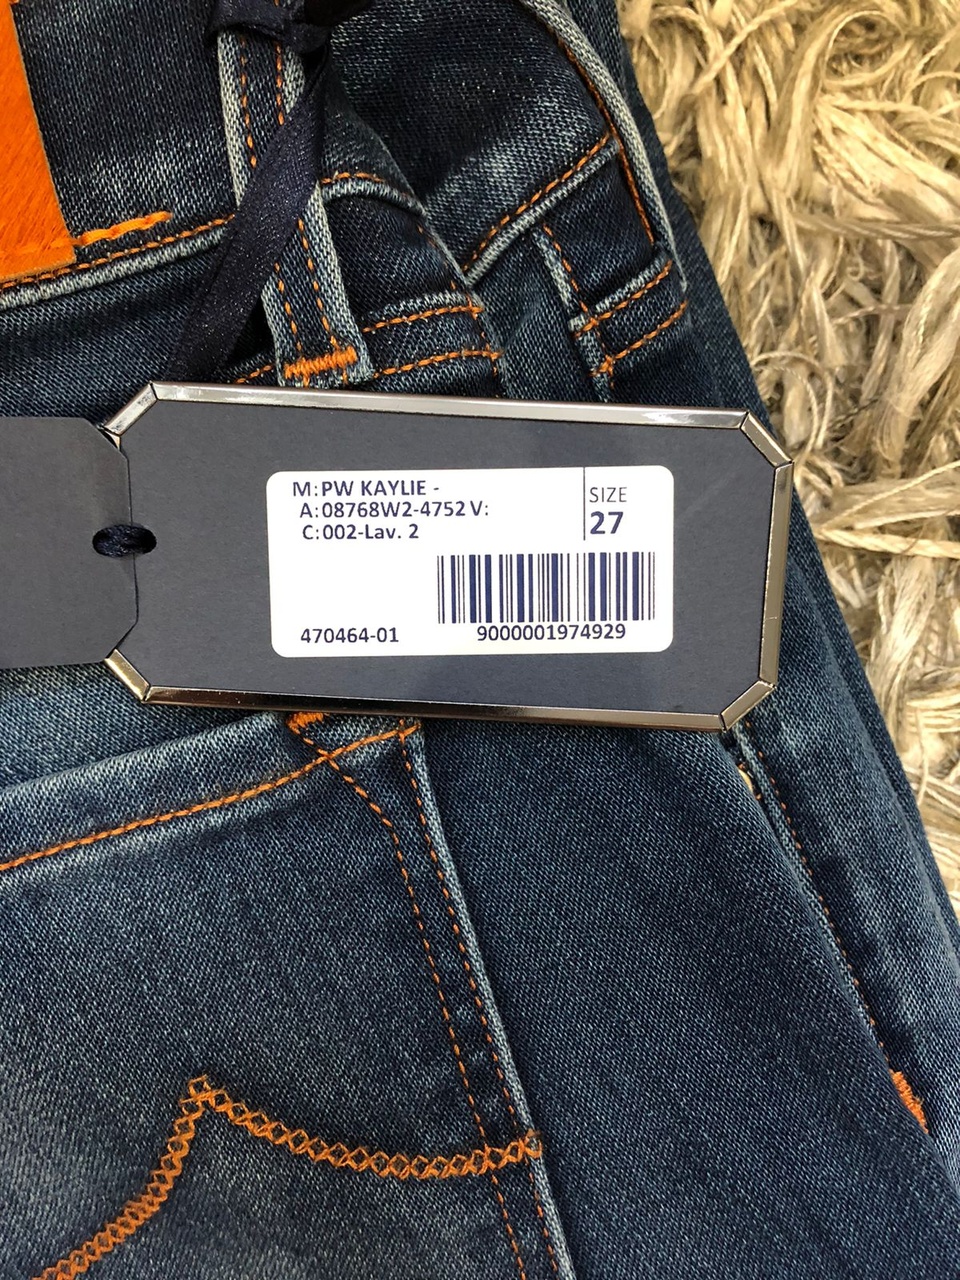 M:PW KAYLIE -
A:08768W2-4752 V:
C:002-Lav. 2
SIZE
27
470464-01
9000001974929